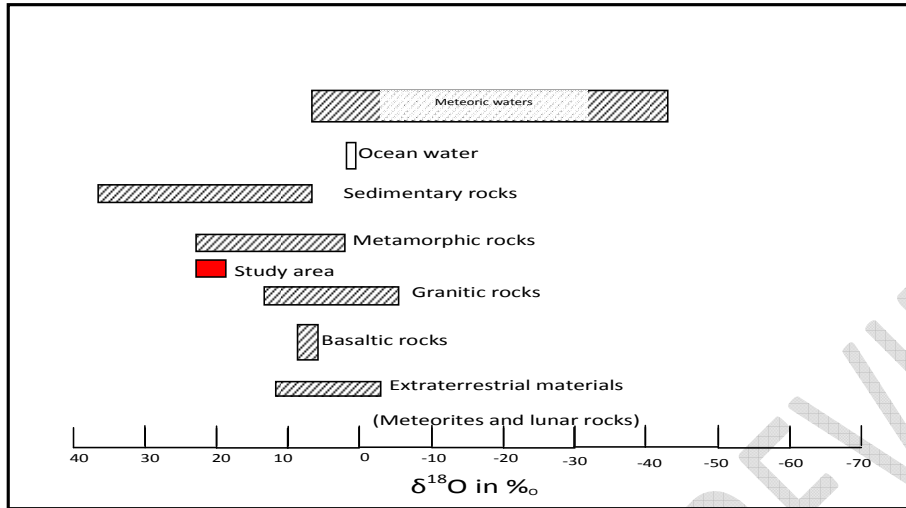 Meteoric waters
Ocean water
Sedimentary rocks
Metamorphic rocks
Study area
Granitic rocks
Basaltic rocks
Extraterrestrial materials
(Meteorites and lunar rocks)
40 30 20 10 0 -10 -20 -30 -40 -50 -60 -70
δ¹⁸O in ‰